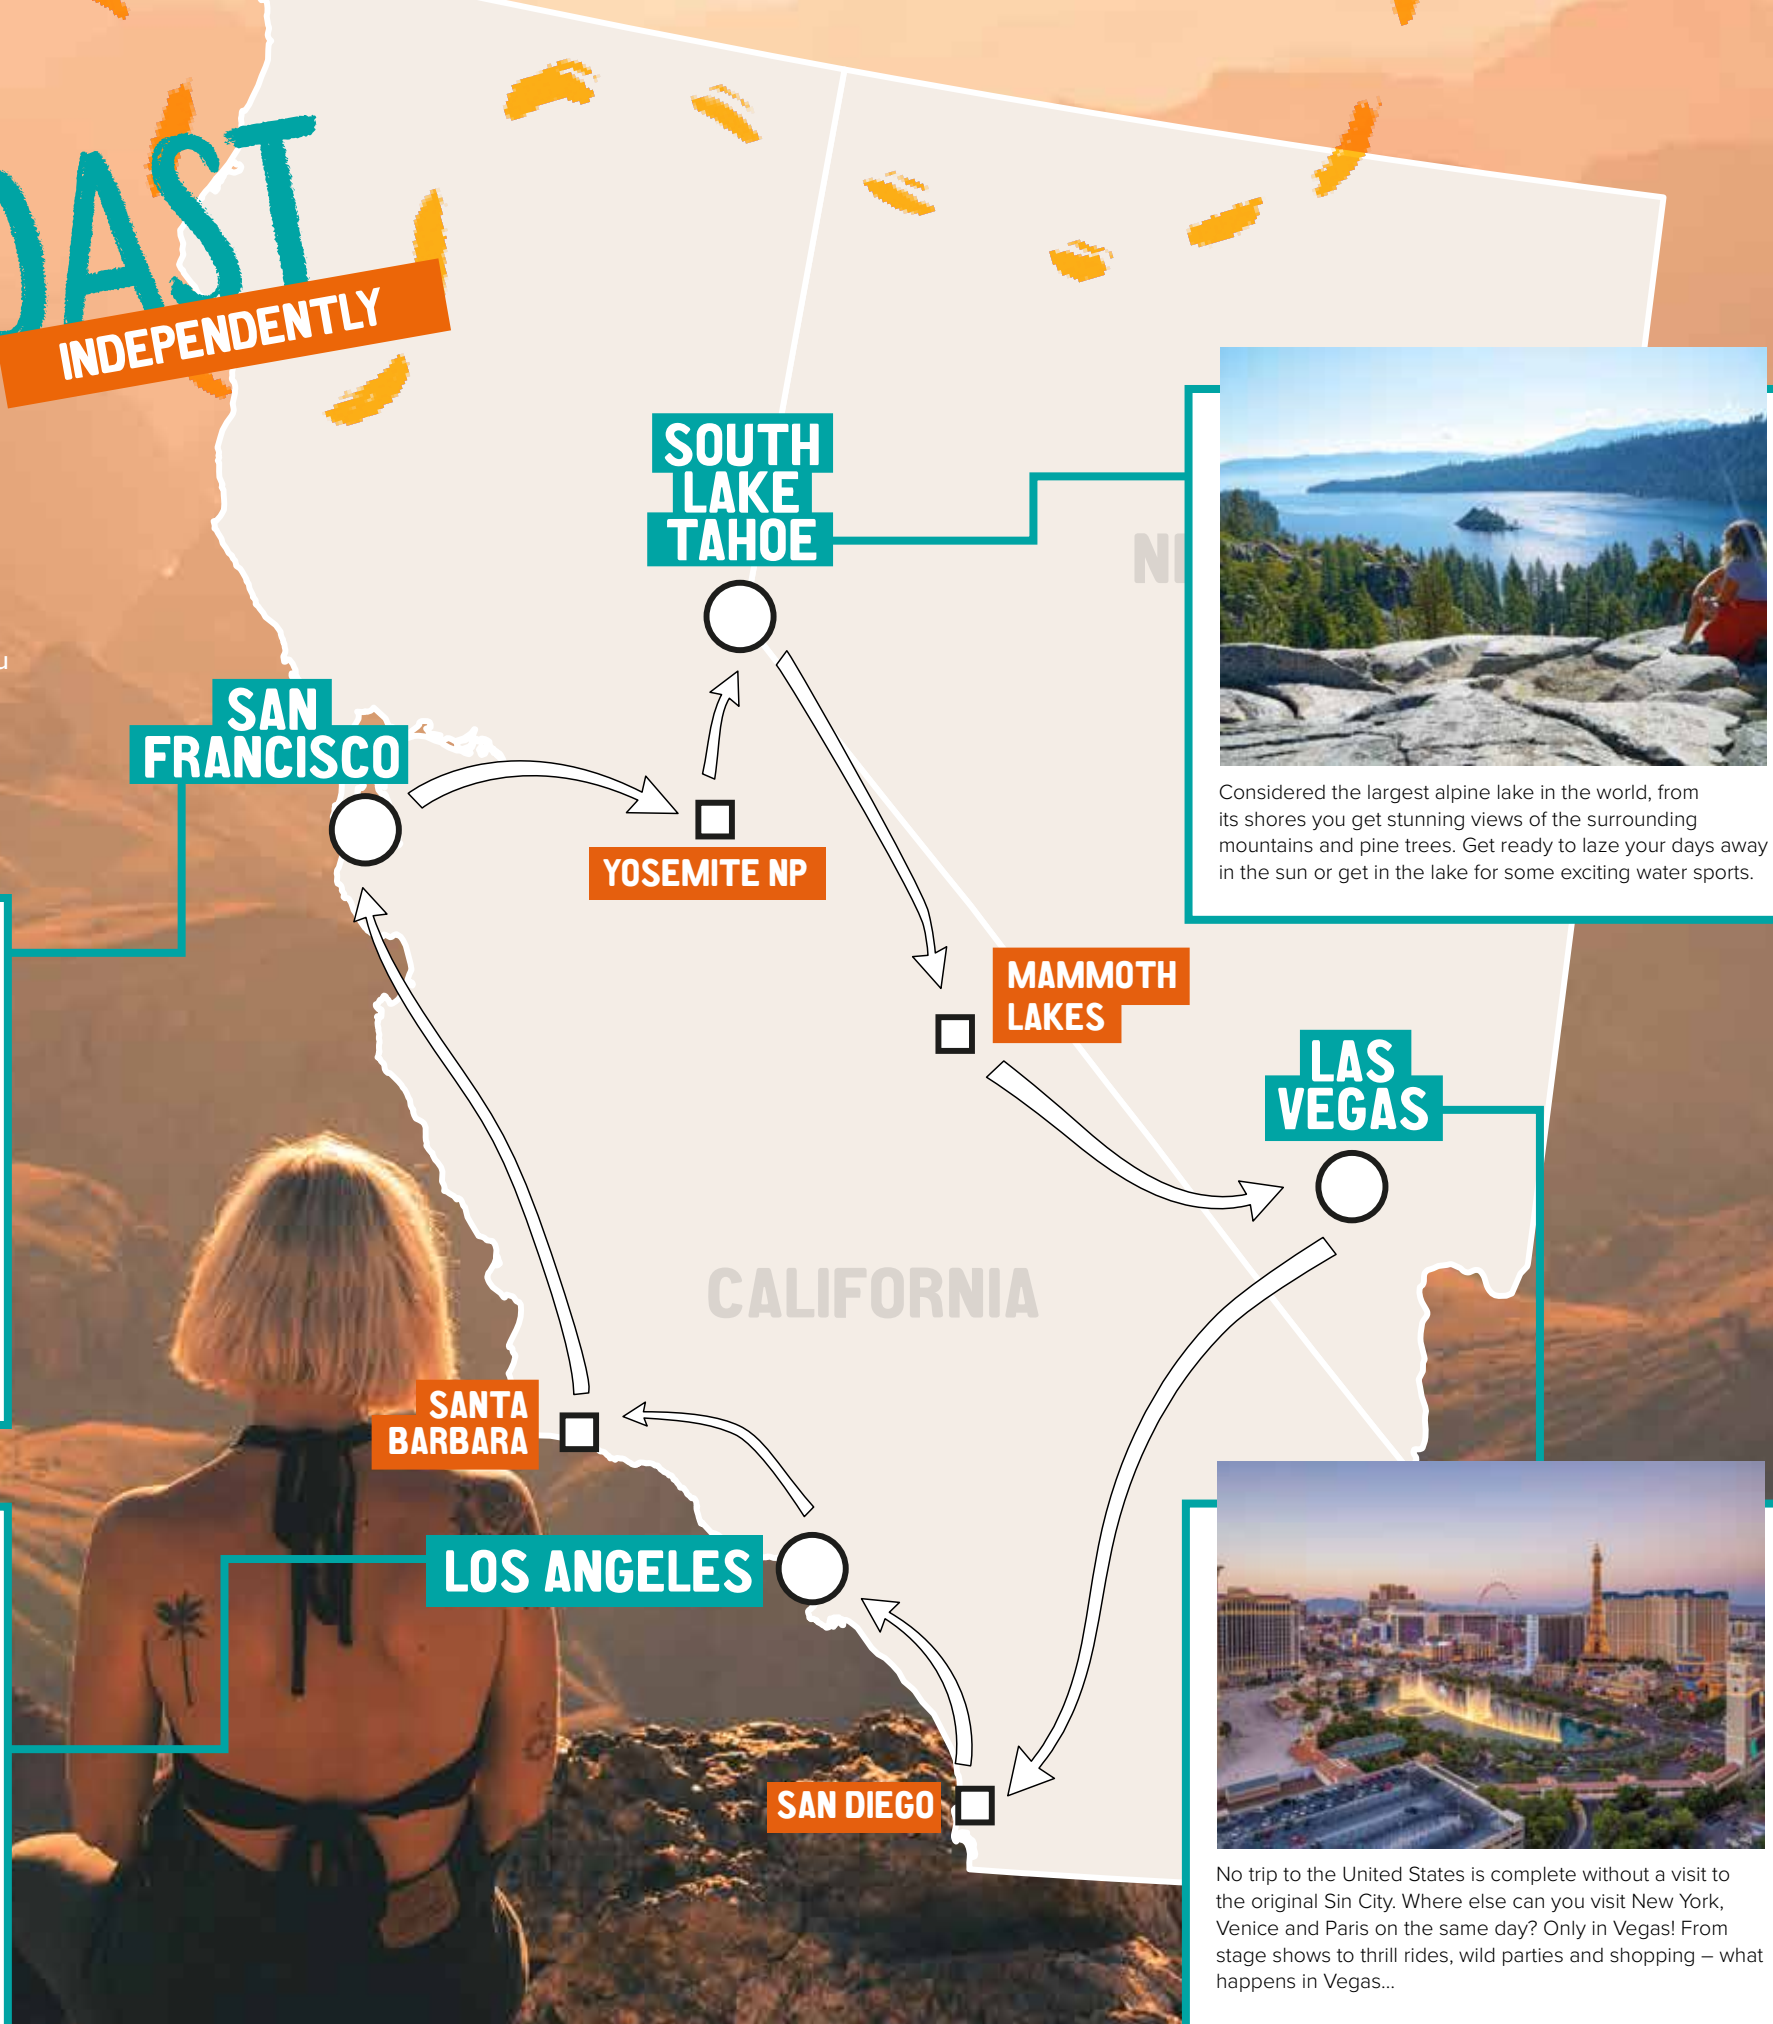 INDEPENDENTLY
SOUTH
LAKE
TAHOE
SAN
FRANCISCO
YOSEMITE NP
Considered the largest alpine lake in the world, from
its shores you get stunning views of the surrounding
mountains and pine trees. Get ready to laze your days away
in the sun or get in the lake for some exciting water sports.
MAMMOTH
LAKES
LAS
VEGAS
CALIFORNIA
SANTA
BARBARA
LOS ANGELES
SAN DIEGO
No trip to the United States is complete without a visit to
the original Sin City. Where else can you visit New York,
Venice and Paris on the same day? Only in Vegas! From
stage shows to thrill rides, wild parties and shopping – what
happens in Vegas...